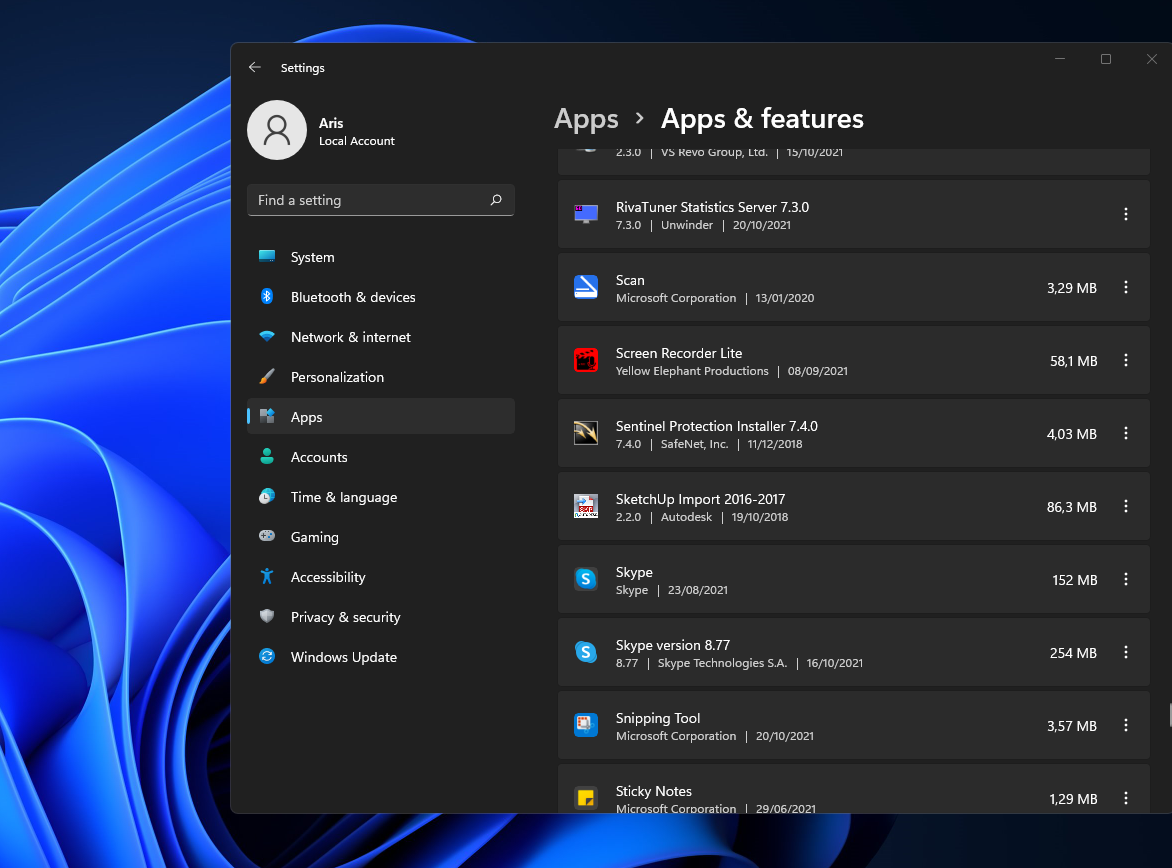 Settings
Aris
Local Account
Find a setting
System
Bluetooth & devices
Network & internet
Personalization
Apps
Accounts
Time & language
Gaming
Accessibility
Privacy & security
Windows Update
Apps › Apps & features
2.3.0 | VS Revo Group, Ltd. | 15/10/2021
RivaTuner Statistics Server 7.3.0
7.3.0 | Unwinder | 20/10/2021
Scan
Microsoft Corporation | 13/01/2020
3,29 MB
Screen Recorder Lite
Yellow Elephant Productions | 08/09/2021
58,1 MB
Sentinel Protection Installer 7.4.0
7.4.0 | SafeNet, Inc. | 11/12/2018
4,03 MB
SketchUp Import 2016-2017
2.2.0 | Autodesk | 19/10/2018
86,3 MB
Skype
Skype | 23/08/2021
152 MB
Skype version 8.77
8.77 | Skype Technologies S.A. | 16/10/2021
254 MB
Snipping Tool
Microsoft Corporation | 20/10/2021
3,57 MB
Sticky Notes
Microsoft Corporation | 29/06/2021
1,29 MB